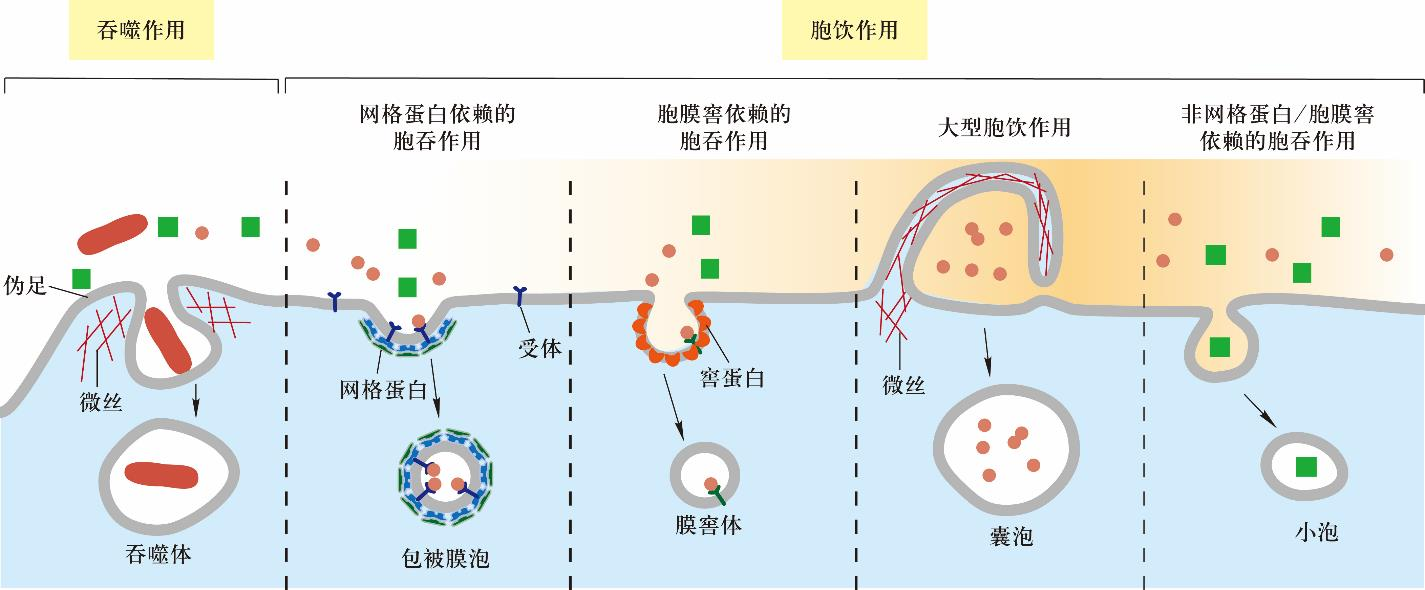 吞噬作用
胞饮作用
网格蛋白依赖的
胞吞作用
胞膜窖依赖的
胞吞作用
大型胞饮作用
非网格蛋白/胞膜窖
依赖的胞吞作用
伪足
微丝
吞噬体
网格蛋白
受体
包被膜泡
窖蛋白
膜窖体
微丝
囊泡
小泡